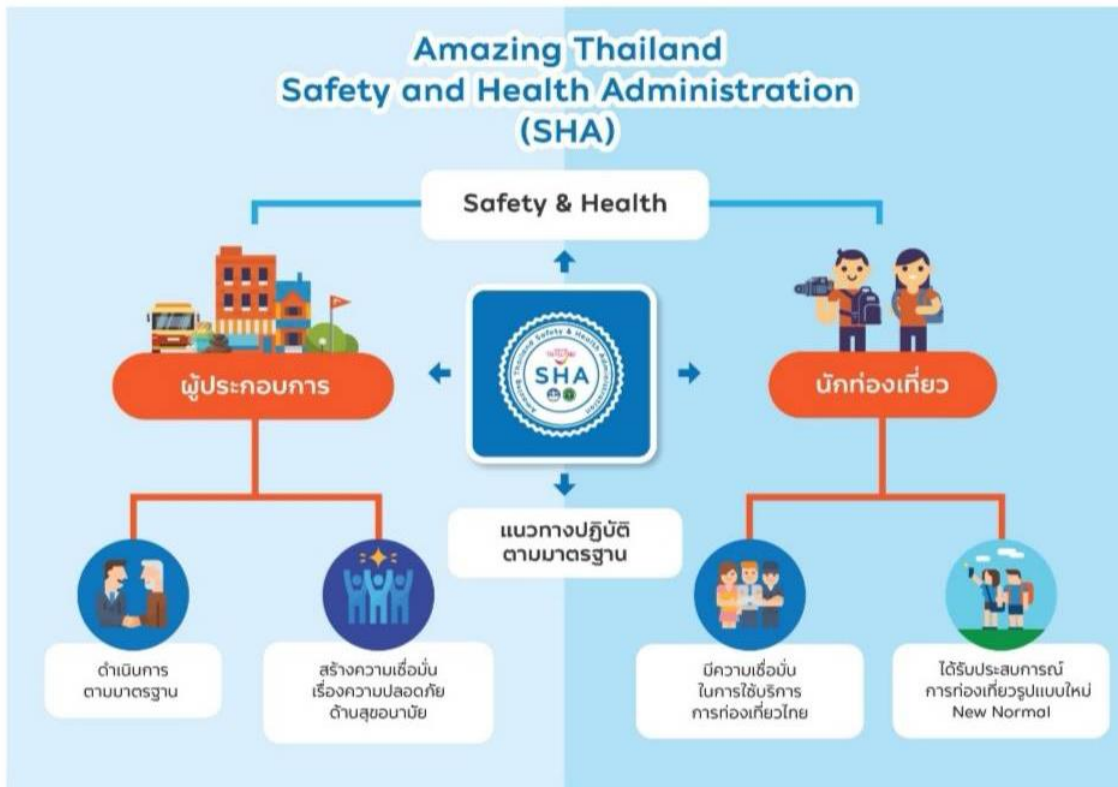 Amazing Thailand
Safety and Health Administration
(SHA)
Safety & Health
ผู้ประกอบการ
Amazing Thailand Safety & Health Administration
SHA
นักท่องเที่ยว
แนวทางปฏิบัติ
ตามมาตรฐาน
ดำเนินการ
ตามมาตรฐาน
สร้างความเชื่อมั่น
เรื่องความปลอดภัย
ด้านสุขอนามัย
มีความเชื่อมั่น
ในการใช้บริการ
การท่องเที่ยวไทย
ได้รับประสบการณ์
การท่องเที่ยวรูปแบบใหม่
New Normal